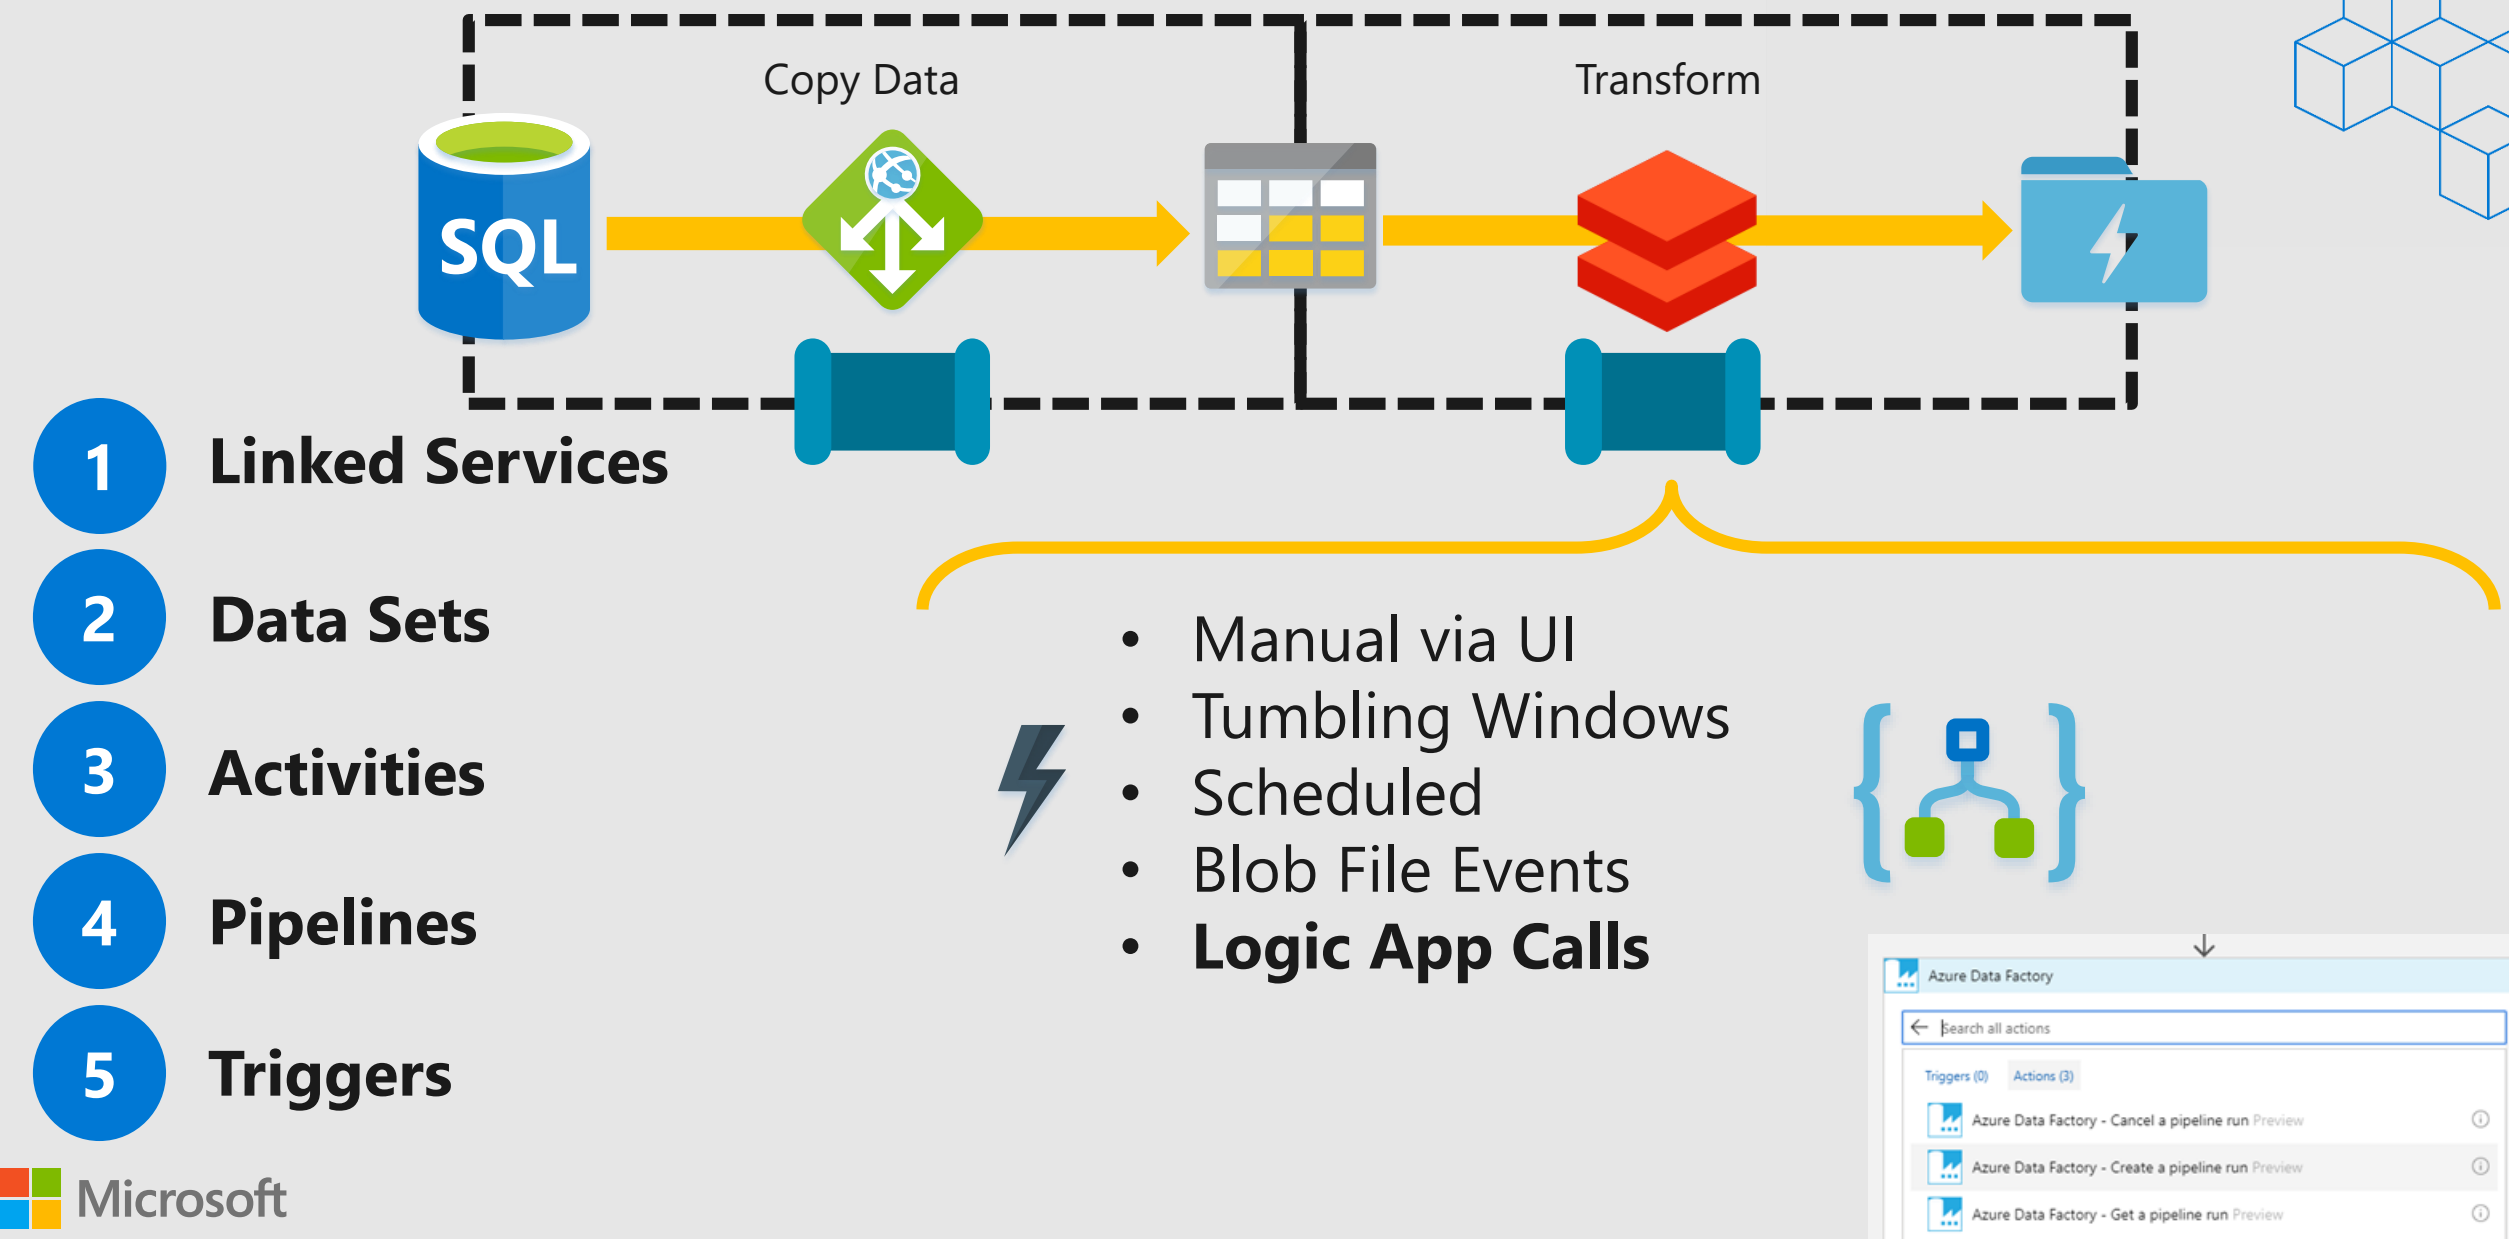 Copy Data
Transform
SQL
1
Linked Services
2
Data Sets
3
Activities
4
Pipelines
5
Triggers
• Manual via UI
• Tumbling Windows
• Scheduled
• Blob File Events
• Logic App Calls
Azure Data Factory
Search all actions
Triggers (0) Actions (3)
Azure Data Factory - Cancel a pipeline run Preview
Azure Data Factory - Create a pipeline run Preview
Azure Data Factory - Get a pipeline run Preview
Microsoft